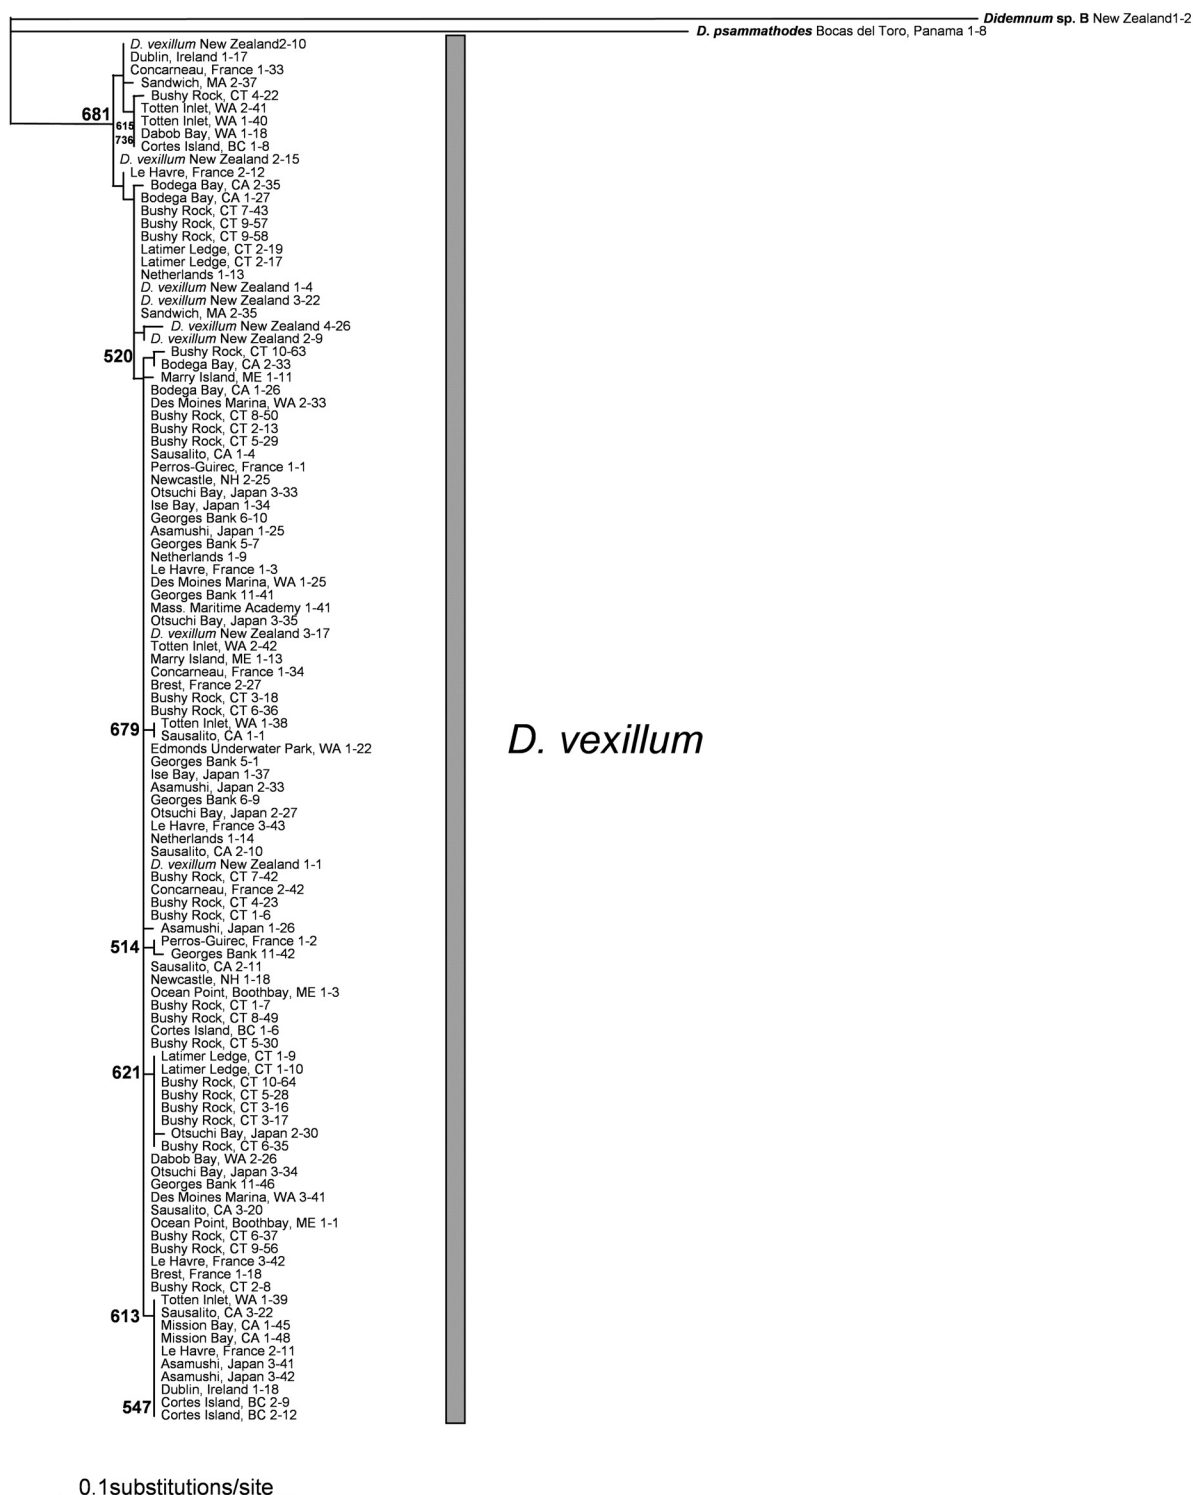 Didemnum sp. B New Zealand1-2
D. psammathodes Bocas del Toro, Panama 1-8
D. vexillum New Zealand2-10
Dublin, Ireland 1-17
Concarneau, France 1-33
Sandwich, MA 2-37
Bushy Rock, CT 4-22
Totten Inlet, WA 2-41
681
615
Totten Inlet, WA 1-40
Dabob Bay, WA 1-18
736
Cortes Island, BC 1-8
D. vexillum New Zealand 2-15
Le Havre, France 2-12
Bodega Bay, CA 2-35
Bodega Bay, CA 1-27
Bushy Rock, CT 7-43
Bushy Rock, CT 9-57
Bushy Rock, CT 9-58
Latimer Ledge, CT 2-19
Latimer Ledge, CT 2-17
Netherlands 1-13
D. vexillum New Zealand 1-4
D. vexillum New Zealand 3-22
Sandwich, MA 2-35
D. vexillum New Zealand 4-26
D. vexillum New Zealand 2-9
520
Bushy Rock, CT 10-63
Bodega Bay, CA 2-33
Marry Island, ME 1-11
Bodega Bay, CA 1-26
Des Moines Marina, WA 2-33
Bushy Rock, CT 8-50
Bushy Rock, CT 2-13
Bushy Rock, CT 5-29
Sausalito, CA 1-4
Perros-Guirec, France 1-1
Newcastle, NH 2-25
Otsuchi Bay, Japan 3-33
Ise Bay, Japan 1-34
Georges Bank 6-10
Asamushi, Japan 1-25
Georges Bank 5-7
Netherlands 1-9
Le Havre, France 1-3
Des Moines Marina, WA 1-25
Georges Bank 11-41
Mass. Maritime Academy 1-41
Otsuchi Bay, Japan 3-35
D. vexillum New Zealand 3-17
Totten Inlet, WA 2-42
Marry Island, ME 1-13
Concarneau, France 1-34
Brest, France 2-27
Bushy Rock, CT 3-18
Bushy Rock, CT 6-36
679
Totten Inlet, WA 1-38
Sausalito, CA 1-1
D. vexillum
Edmonds Underwater Park, WA 1-22
Georges Bank 5-1
Ise Bay, Japan 1-37
Asamushi, Japan 2-33
Georges Bank 6-9
Otsuchi Bay, Japan 2-27
Le Havre, France 3-43
Netherlands 1-14
Sausalito, CA 2-10
D. vexillum New Zealand 1-1
Bushy Rock, CT 7-42
Concarneau, France 2-42
Bushy Rock, CT 4-23
Bushy Rock, CT 1-6
Asamushi, Japan 1-26
514
Perros-Guirec, France 1-2
Georges Bank 11-42
Sausalito, CA 2-11
Newcastle, NH 1-18
Ocean Point, Boothbay, ME 1-3
Bushy Rock, CT 1-7
Bushy Rock, CT 8-49
Cortes Island, BC 1-6
Bushy Rock, CT 5-30
Latimer Ledge, CT 1-9
621
Latimer Ledge, CT 1-10
Bushy Rock, CT 10-64
Bushy Rock, CT 5-28
Bushy Rock, CT 3-16
Bushy Rock, CT 3-17
Otsuchi Bay, Japan 2-30
Bushy Rock, CT 6-35
Dabob Bay, WA 2-26
Otsuchi Bay, Japan 3-34
Georges Bank 11-46
Des Moines Marina, WA 3-41
Sausalito, CA 3-20
Ocean Point, Boothbay, ME 1-1
Bushy Rock, CT 6-37
Bushy Rock, CT 9-56
Le Havre, France 3-42
Brest, France 1-18
Bushy Rock, CT 2-8
Totten Inlet, WA 1-39
613
Sausalito, CA 3-22
Mission Bay, CA 1-45
Mission Bay, CA 1-48
Le Havre, France 2-11
Asamushi, Japan 3-41
Asamushi, Japan 3-42
Dublin, Ireland 1-18
547
Cortes Island, BC 2-9
Cortes Island, BC 2-12
0.1substitutions/site